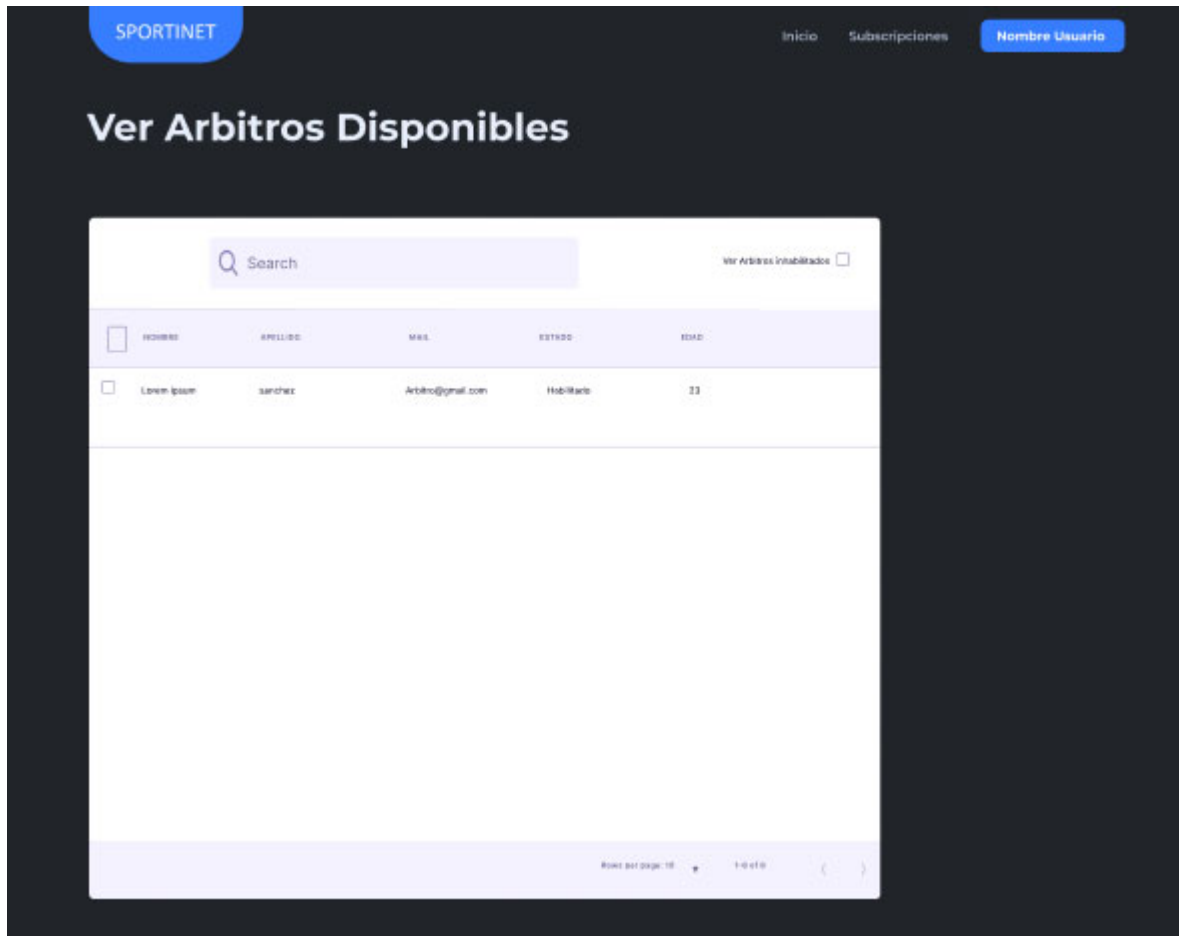 SPORTINET
Inicio Subscripciones Nombre Usuario
Ver Arbitros Disponibles
Search
Ver Arbitros inhabilitados
NOMBRE APELLIDO MAIL ESTADO EDAD
Lorem ipsum sanchez Arbitro@gmail.com Habilitado 23
Rows per page: 10